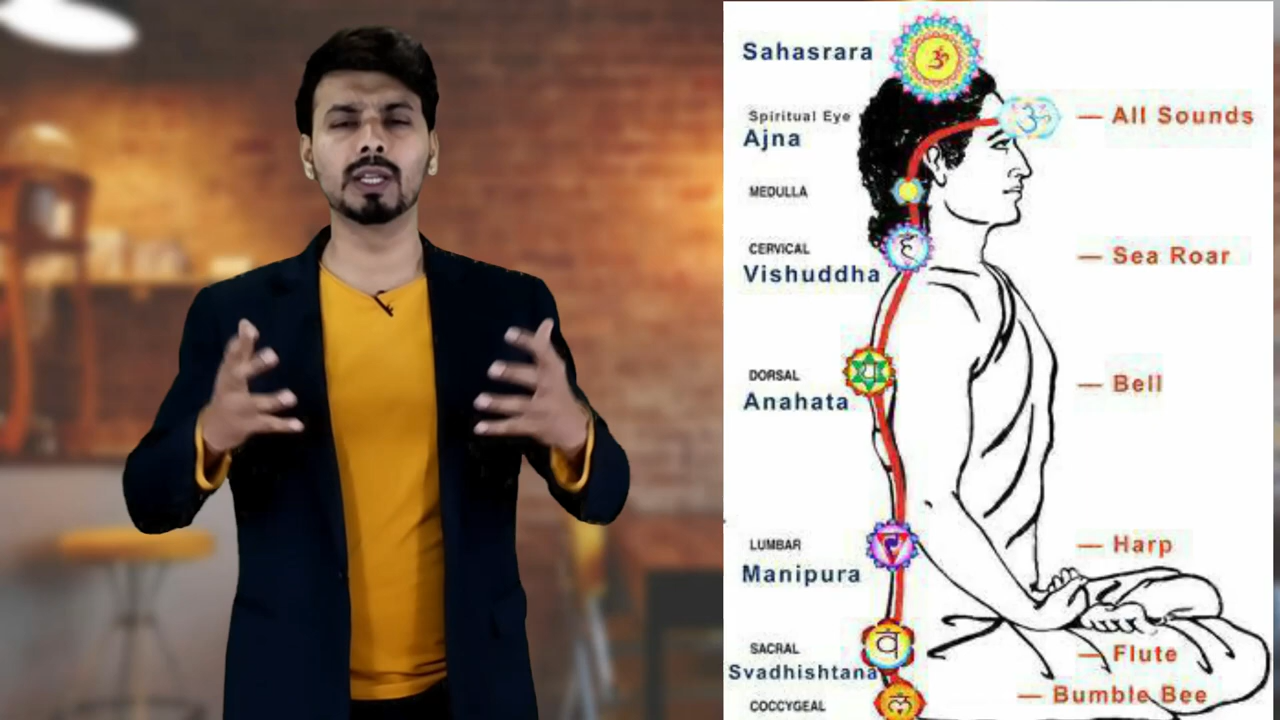 Sahasrara
ॐ
Spiritual Eye
Ajna
ॐ
— All Sounds
MEDULLA
CERVICAL
Vishuddha
हं
— Sea Roar
DORSAL
Anahata
— Bell
LUMBAR
Manipura
— Harp
SACRAL
Svadhishtana
वं
— Flute
COCCYGEAL
— Bumble Bee